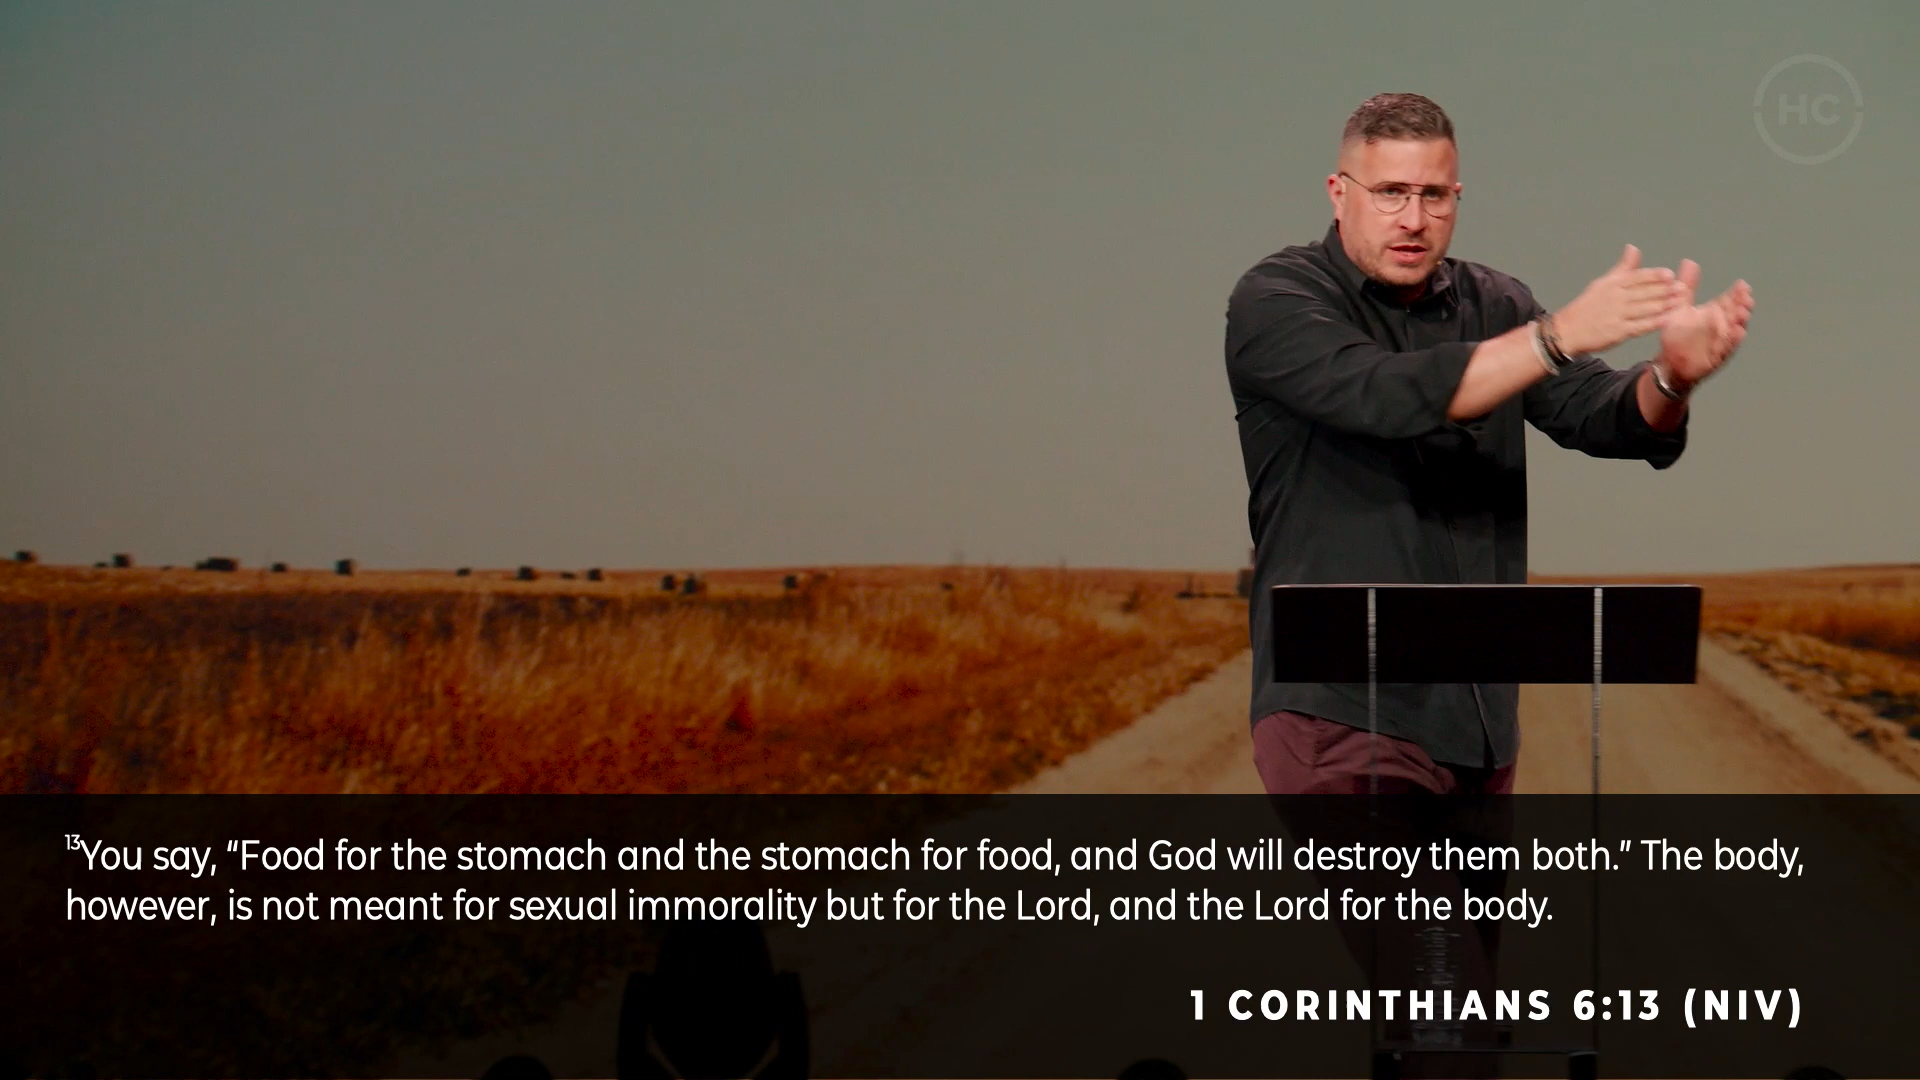 HC
¹³You say, “Food for the stomach and the stomach for food, and God will destroy them both.” The body,
however, is not meant for sexual immorality but for the Lord, and the Lord for the body.
1 CORINTHIANS 6:13 (NIV)